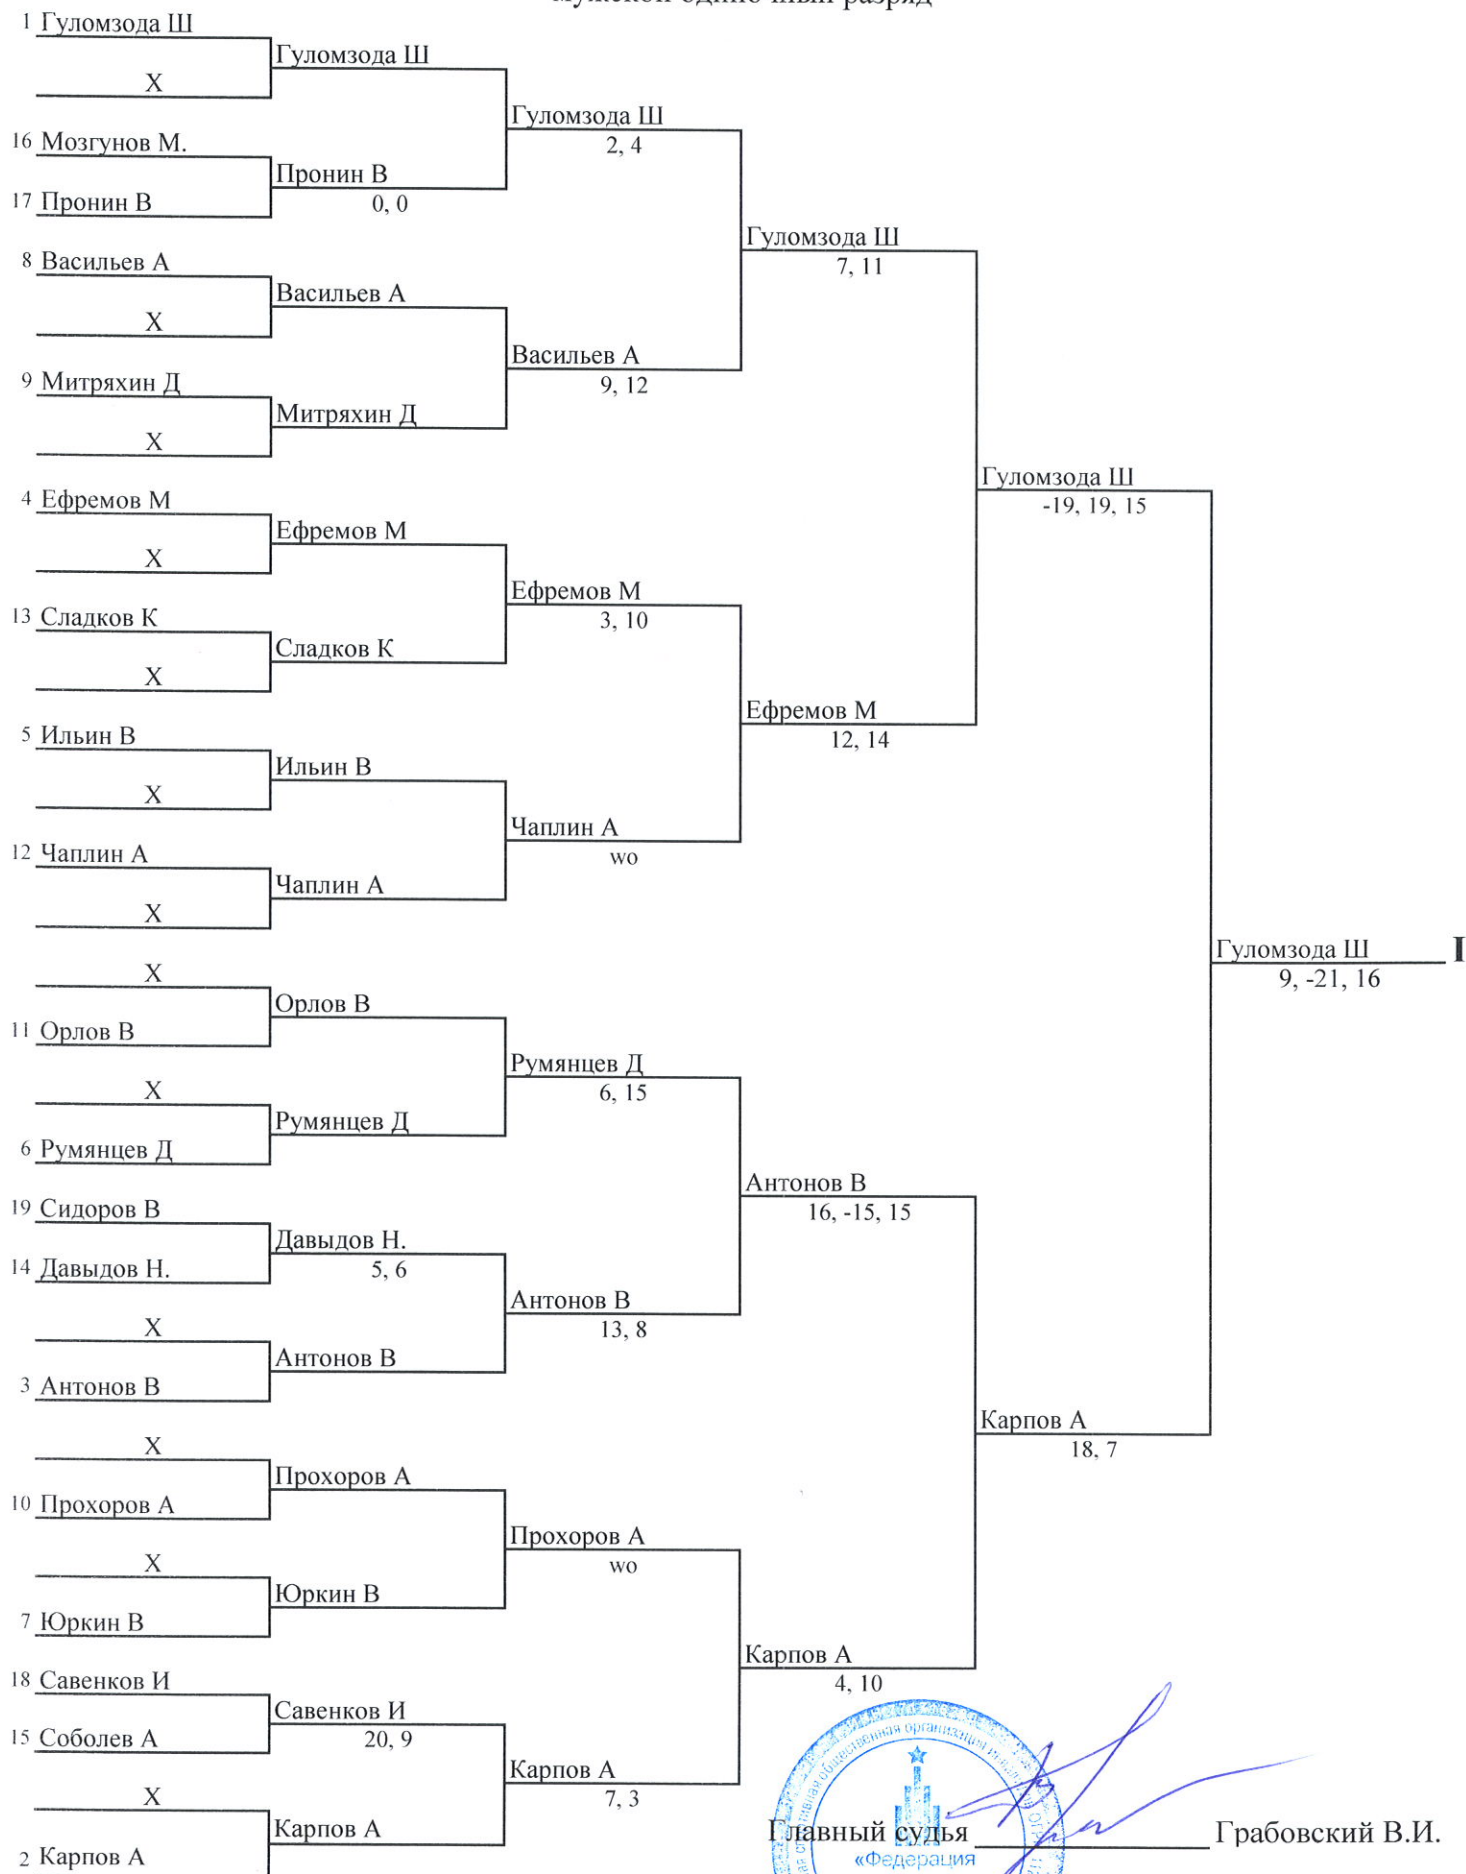 мужской одиночный разряд
1 Гуломзода Ш
Гуломзода Ш
X
Гуломзода Ш
2, 4
16 Мозгунов М.
Пронин В
0, 0
17 Пронин В
Гуломзода Ш
7, 11
8 Васильев А
Васильев А
X
Васильев А
9, 12
9 Митряхин Д
Митряхин Д
X
Гуломзода Ш
-19, 19, 15
4 Ефремов М
Ефремов М
X
Ефремов М
3, 10
13 Сладков К
Сладков К
X
Ефремов М
12, 14
5 Ильин В
Ильин В
X
Чаплин А
wo
12 Чаплин А
Чаплин А
X
Гуломзода Ш I
9, -21, 16
X
Орлов В
11 Орлов В
Румянцев Д
6, 15
X
Румянцев Д
6 Румянцев Д
Антонов В
16, -15, 15
19 Сидоров В
Давыдов Н.
5, 6
14 Давыдов Н.
Антонов В
13, 8
X
Антонов В
3 Антонов В
Карпов А
18, 7
X
Прохоров А
10 Прохоров А
Прохоров А
wo
X
Юркин В
7 Юркин В
Карпов А
4, 10
18 Савенков И
Савенков И
20, 9
15 Соболев А
Карпов А
7, 3
X
Карпов А
2 Карпов А
общественная организация
Главный судья Грабовский В.И.
«Федерация